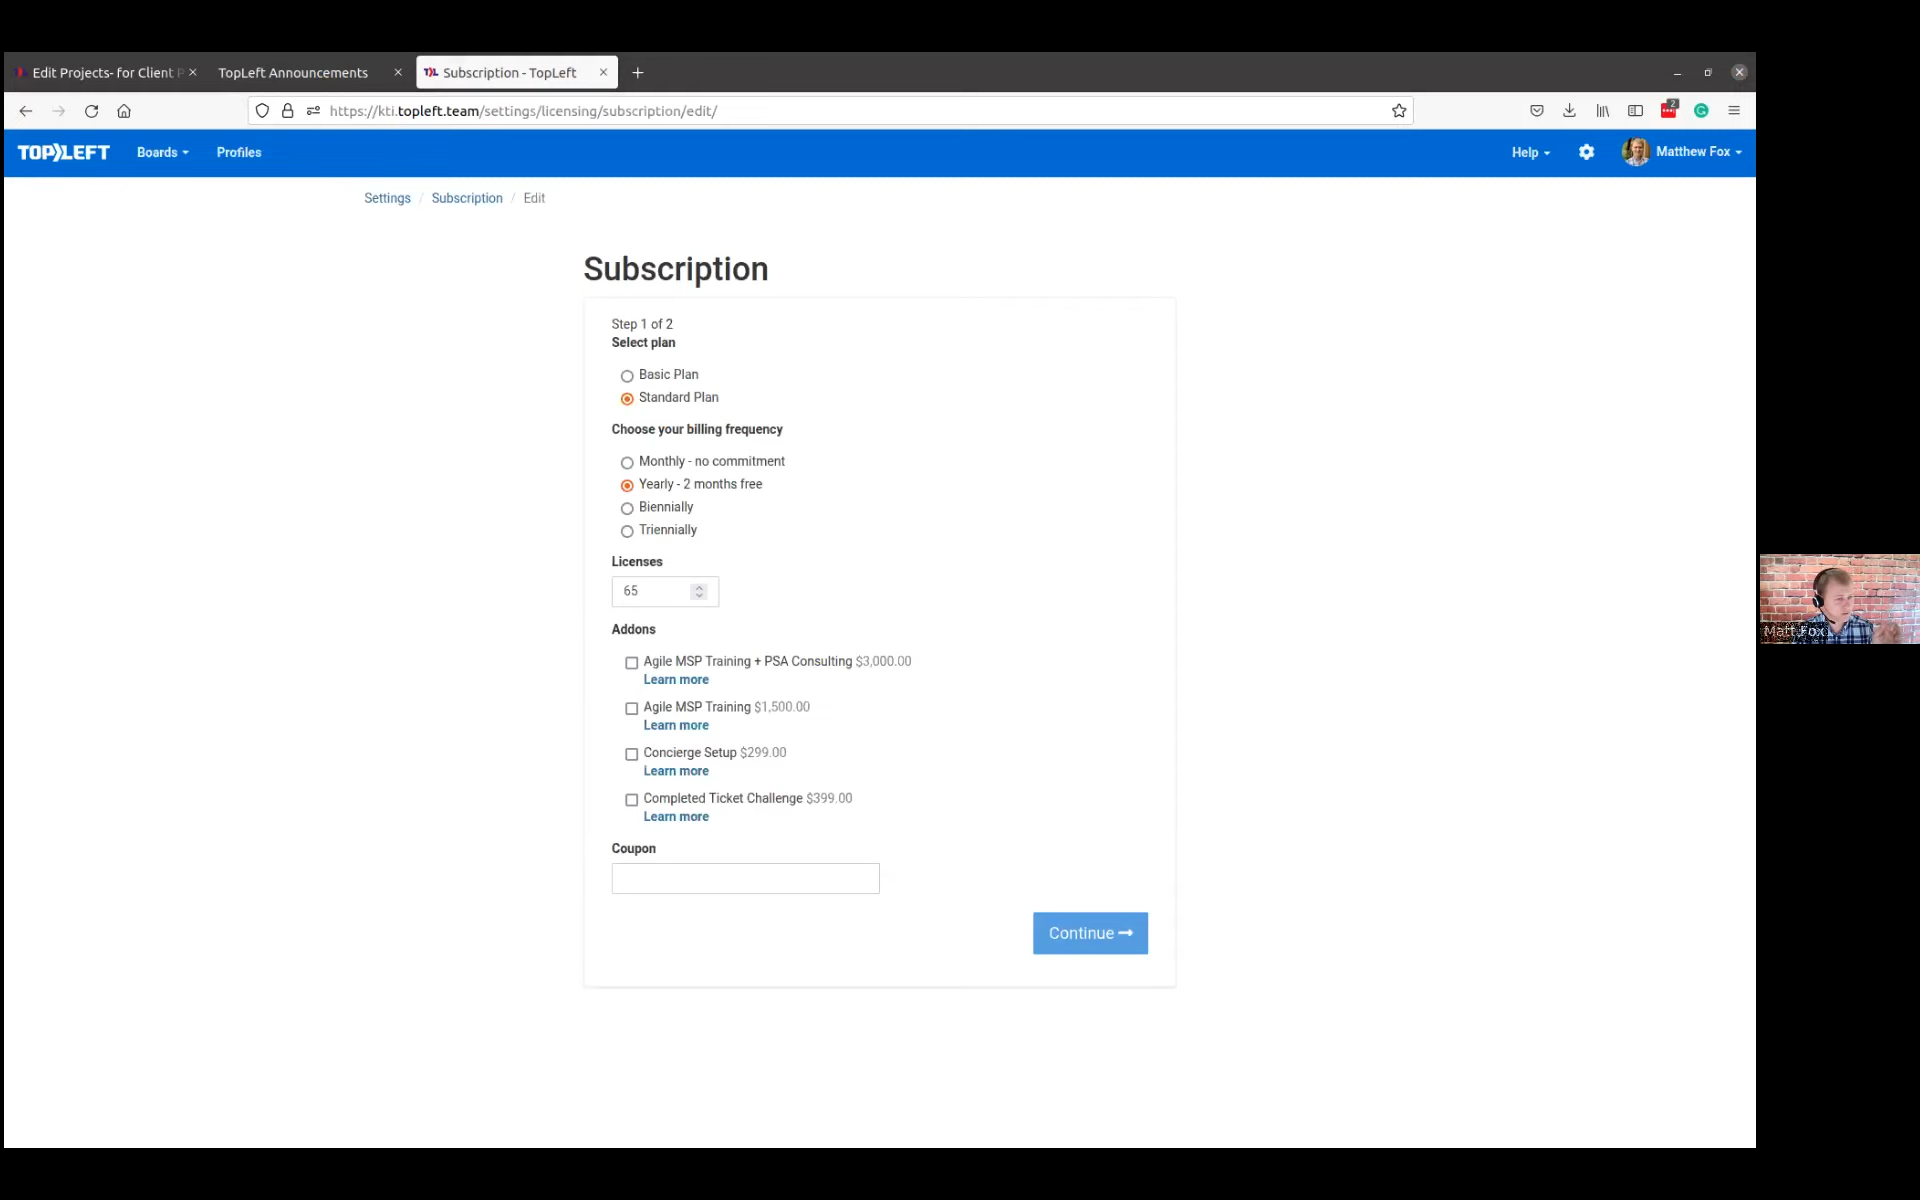 Edit Projects- for Client P
TopLeft Announcements
Subscription - TopLeft
https://kti.topleft.team/settings/licensing/subscription/edit/
2
TOP LEFT
Boards
Profiles
Help
Matthew Fox
Settings / Subscription / Edit
Subscription
Step 1 of 2
Select plan
Basic Plan
Standard Plan
Choose your billing frequency
Monthly - no commitment
Yearly - 2 months free
Biennially
Triennially
Licenses
65
Addons
Agile MSP Training + PSA Consulting $3,000.00
Learn more
Agile MSP Training $1,500.00
Learn more
Concierge Setup $299.00
Learn more
Completed Ticket Challenge $399.00
Learn more
Coupon
Continue
Matt Fox